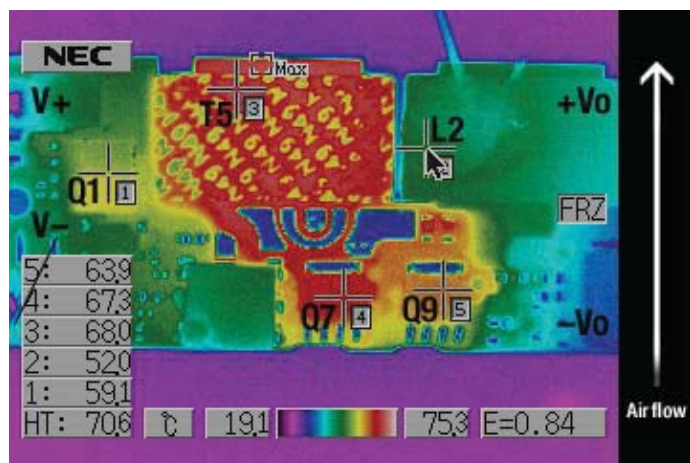 NEC
Max
V+
T5 3
L2
2
+Vo
Q1 1
FRZ
V-
5: 63.9
4: 67.3
3: 68.0
2: 52.0
1: 59.1
HT: 70.6 ℃ 19.1 75.3 E=0.84
Q7 4
Q9 5
-Vo
Airflow